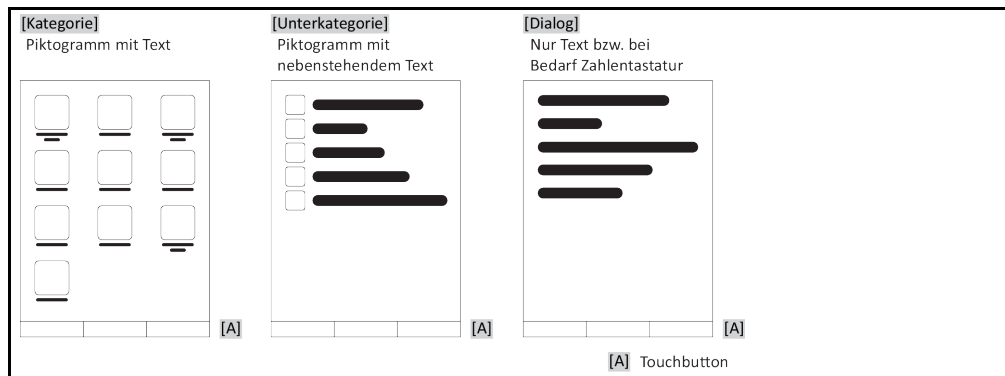 [Kategorie]
Piktogramm mit Text
[Unterkategorie]
Piktogramm mit
nebenstehendem Text
[Dialog]
Nur Text bzw. bei
Bedarf Zahlentastatur
[A]
[A]
[A]
[A] Touchbutton